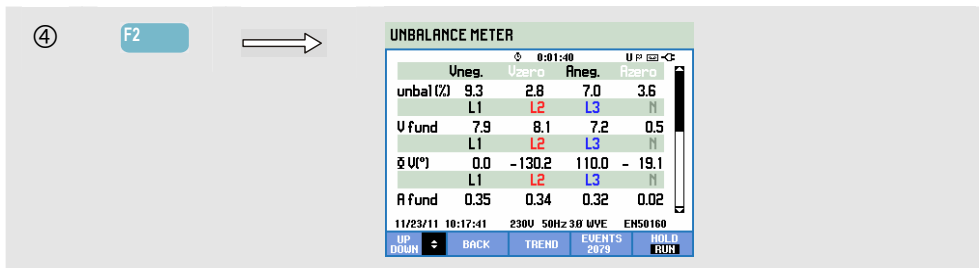 ④ F2
UNBALANCE METER
0:01:40 U
Vneg. Vzero Aneg. Azero
unbal(%) 9.3 2.8 7.0 3.6
L1 L2 L3 N
V fund 7.9 8.1 7.2 0.5
L1 L2 L3 N
Φ V(°) 0.0 -130.2 110.0 - 19.1
L1 L2 L3 N
A fund 0.35 0.34 0.32 0.02
11/23/11 10:17:41 230V 50Hz 3.0 WYE EN50160
UP DOWN BACK TREND EVENTS 2079 HOLD RUN